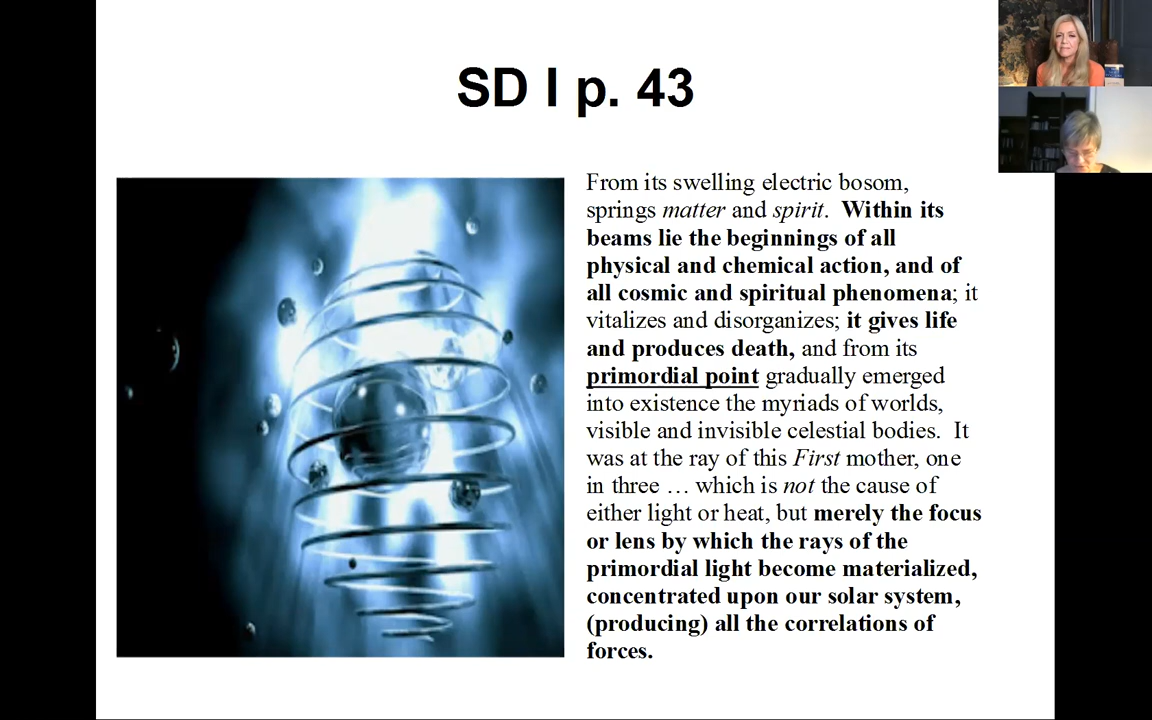 SD I p. 43
From its swelling electric bosom,
springs matter and spirit.  Within its
beams lie the beginnings of all
physical and chemical action, and of
all cosmic and spiritual phenomena; it
vitalizes and disorganizes; it gives life
and produces death, and from its
primordial point gradually emerged
into existence the myriads of worlds,
visible and invisible celestial bodies.  It
was at the ray of this First mother, one
in three … which is not the cause of
either light or heat, but merely the focus
or lens by which the rays of the
primordial light become materialized,
concentrated upon our solar system,
(producing) all the correlations of
forces.